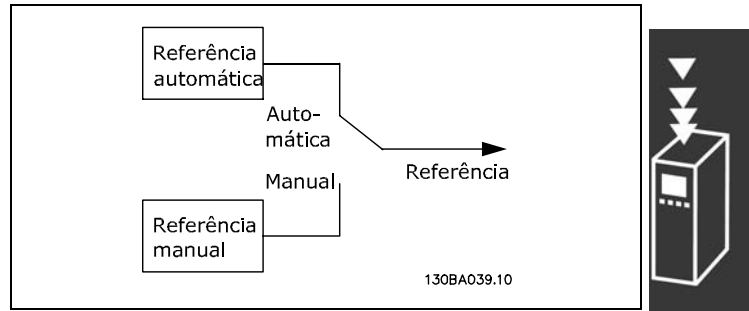 Referência
automática
Auto-
mática
Manual
Referência
Referência
manual
130BA039.10